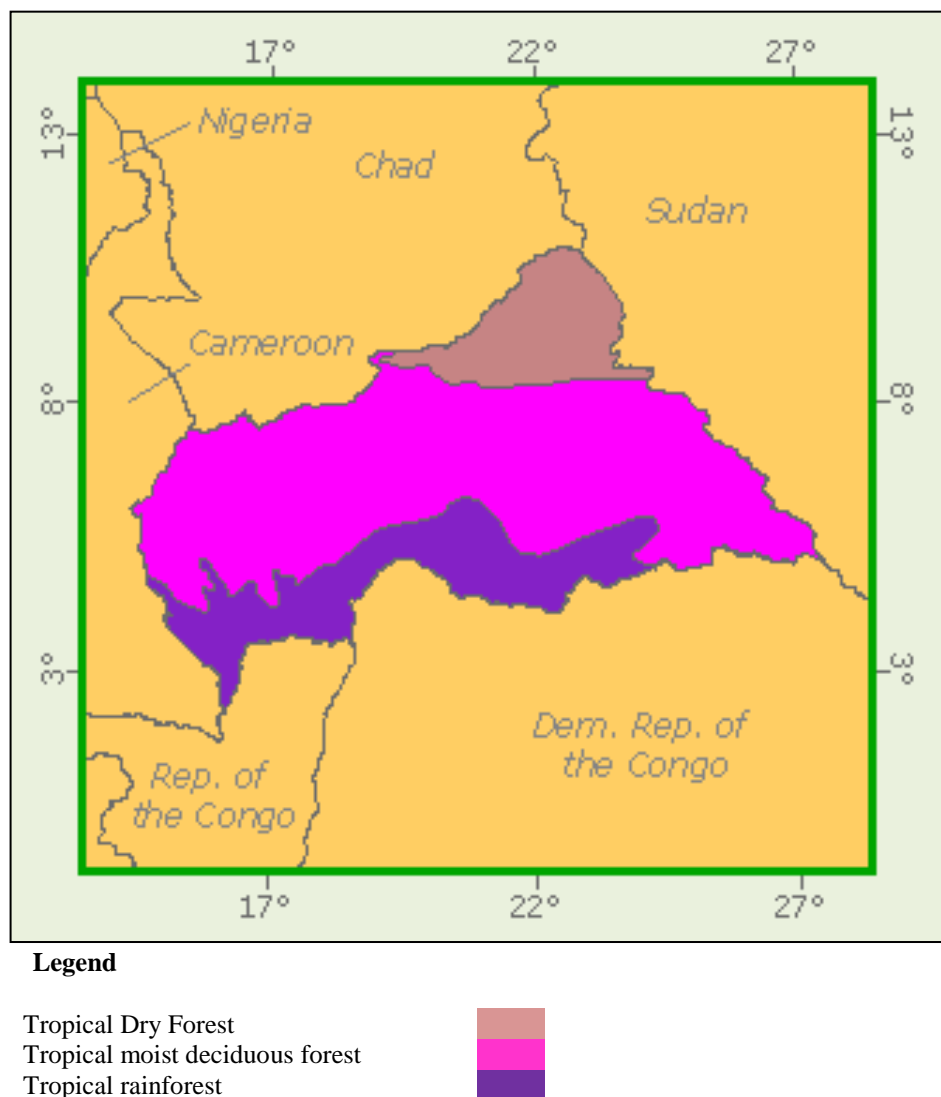 17° 22° 27°
13° 13°
Nigeria
Chad
Sudan
Cameroon
8° 8°
3° 3°
Dem. Rep. of
the Congo
Rep. of
the Congo
17° 22° 27°
Legend
Tropical Dry Forest
Tropical moist deciduous forest
Tropical rainforest